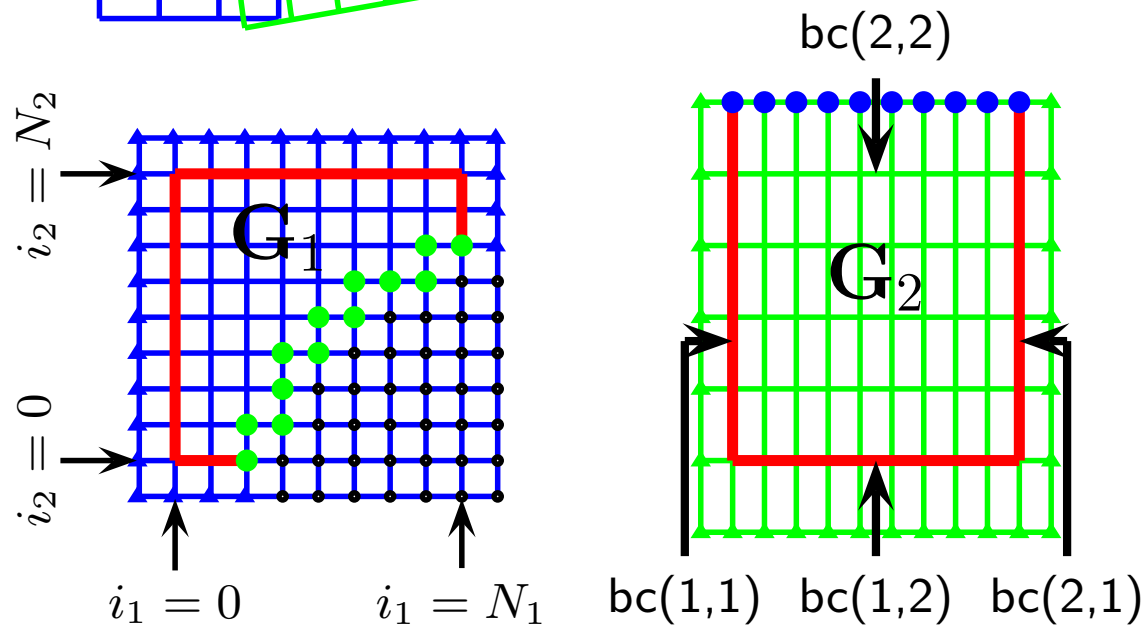 bc(2,2)
i₂ = N₂
G₁
G₂
i₂ = 0
i₁ = 0
i₁ = N₁
bc(1,1)
bc(1,2)
bc(2,1)